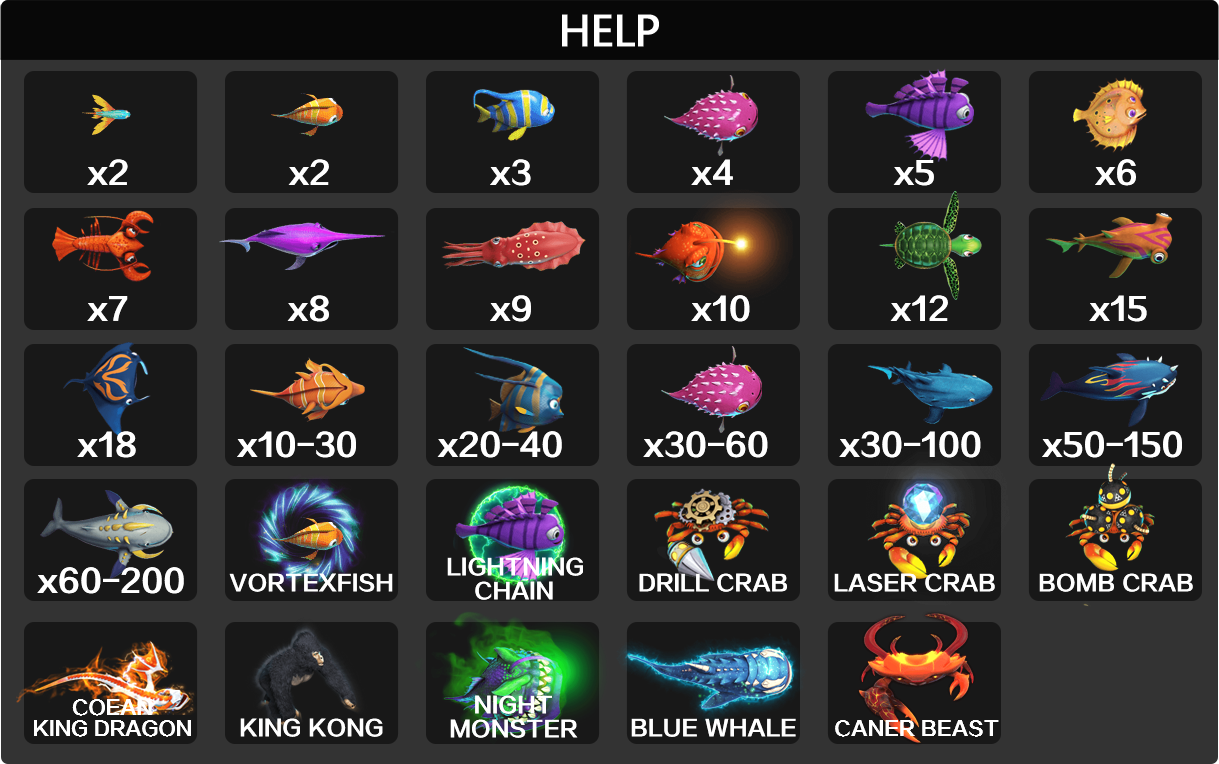 HELP
x2
x2
x3
x4
x5
x6
x7
x8
x9
x10
x12
x15
x18
x10-30
x20-40
x30-60
x30-100
x50-150
x60-200
VORTEXFISH
LIGHTNING
CHAIN
DRILL CRAB
LASER CRAB
BOMB CRAB
COEAN
KING DRAGON
KING KONG
NIGHT
MONSTER
BLUE WHALE
CANER BEAST